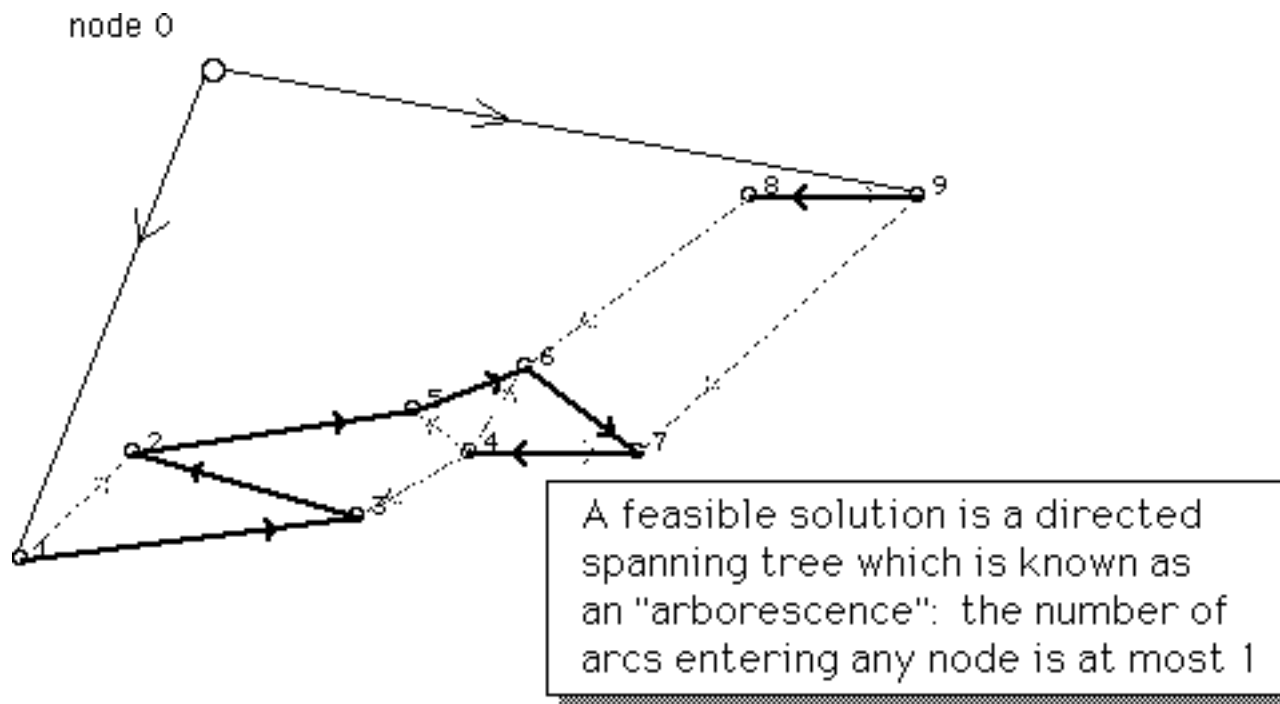 node 0
8
9
6
5
2
4
7
3
1
A feasible solution is a directed
spanning tree which is known as
an "arborescence": the number of
arcs entering any node is at most 1